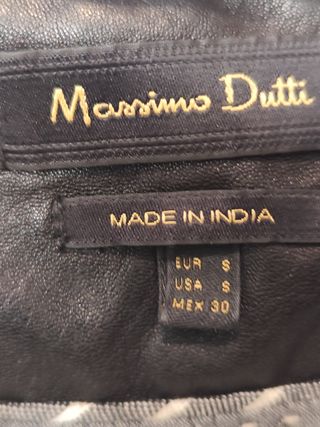 Massimo Dutti
MADE IN INDIA
EUR S
USA S
MEX 30